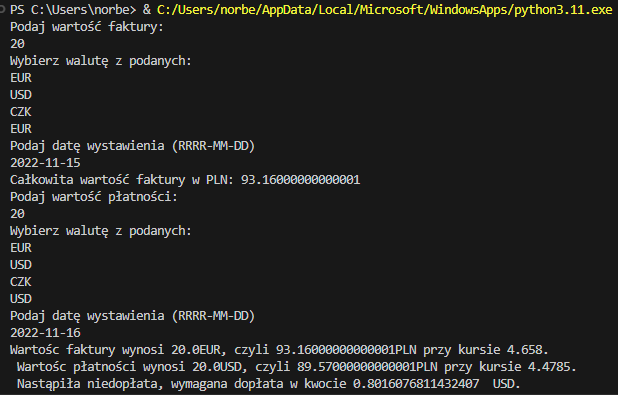 PS C:\Users\norbe> & C:/Users/norbe/AppData/Local/Microsoft/WindowsApps/python3.11.exe
Podaj wartość faktury:
20
Wybierz walutę z podanych:
EUR
USD
CZK
EUR
Podaj datę wystawienia (RRRR-MM-DD)
2022-11-15
Całkowita wartość faktury w PLN: 93.16000000000001
Podaj wartość płatności:
20
Wybierz walutę z podanych:
EUR
USD
CZK
USD
Podaj datę wystawienia (RRRR-MM-DD)
2022-11-16
Wartośc faktury wynosi 20.0EUR, czyli 93.16000000000001PLN przy kursie 4.658.
Wartośc płatności wynosi 20.0USD, czyli 89.57000000000001PLN przy kursie 4.4785.
Nastąpiła niedopłata, wymagana dopłata w kwocie 0.8016076811432407  USD.